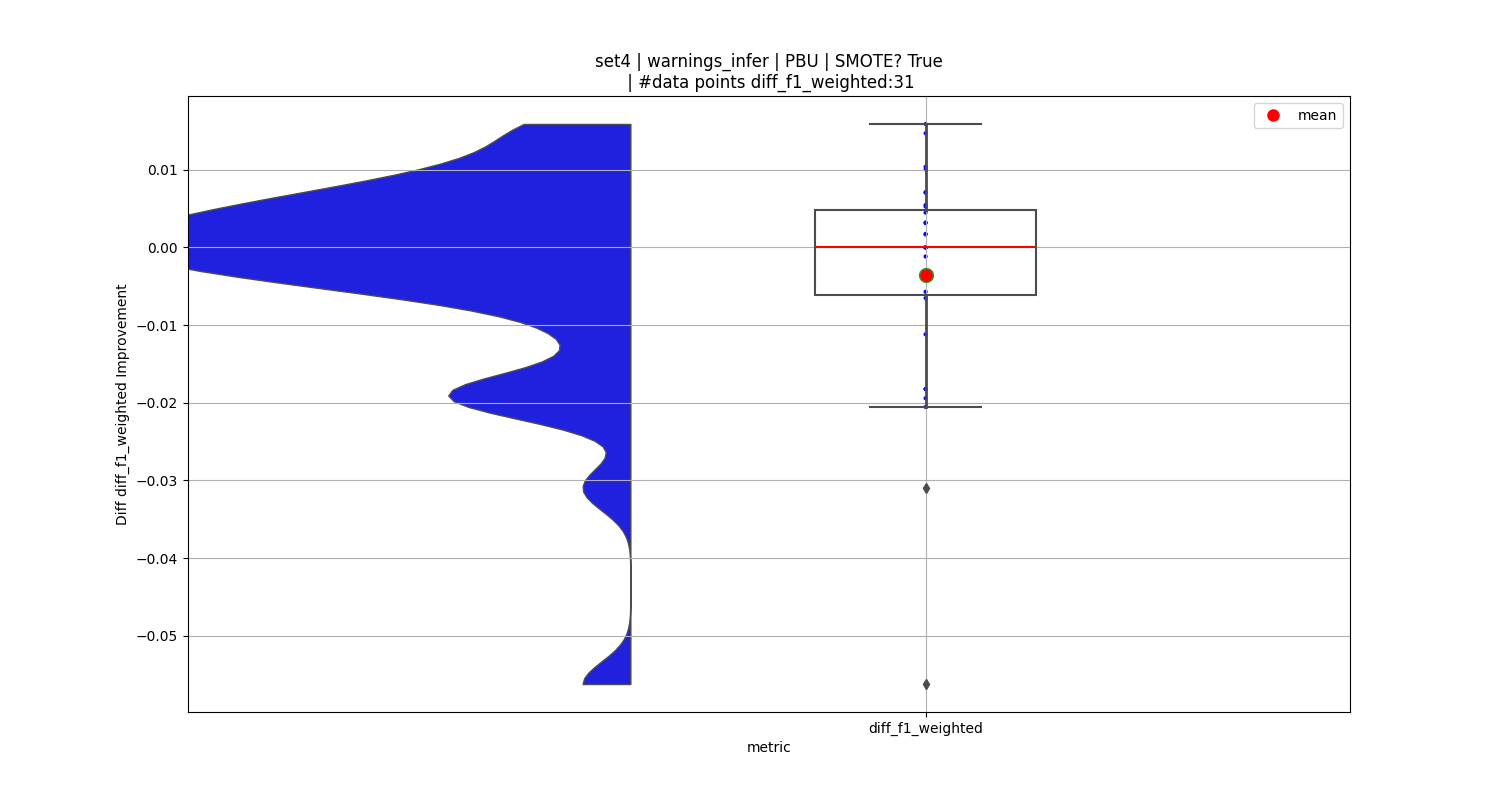 set4 | warnings_infer | PBU | SMOTE? True
| #data points diff_f1_weighted:31
mean
0.01
0.00
−0.01
−0.02
−0.03
−0.04
−0.05
Diff diff_f1_weighted Improvement
diff_f1_weighted
metric